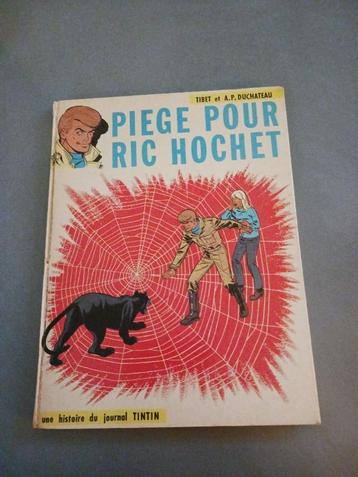 TIBET et A.P. DUCHATEAU
PIEGE POUR
RIC HOCHET
une histoire du journal TINTIN